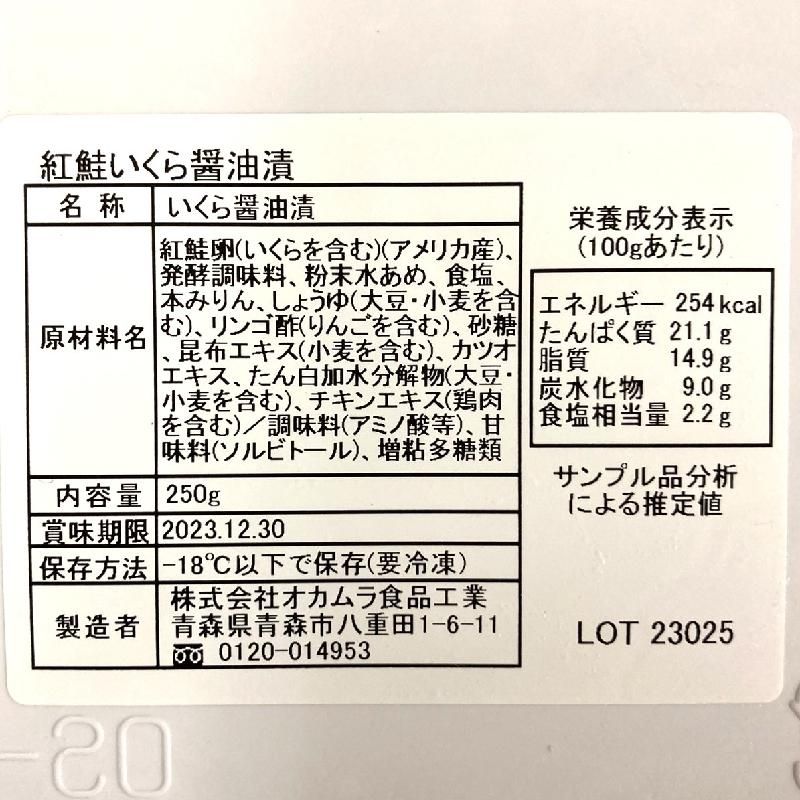 紅鮭いくら醤油漬
名称 いくら醤油漬
原材料名
紅鮭卵(いくらを含む)(アメリカ産)、
発酵調味料、粉末水あめ、食塩、
本みりん、しょうゆ(大豆・小麦を含
む)、リンゴ酢(りんごを含む)、砂糖
、昆布エキス(小麦を含む)、カツオ
エキス、たん白加水分解物(大豆・
小麦を含む)、チキンエキス(鶏肉
を含む)／調味料(アミノ酸等)、甘
味料(ソルビトール)、増粘多糖類
内容量 250g
賞味期限 2023.12.30
保存方法 -18℃以下で保存(要冷凍)
製造者
株式会社オカムラ食品工業
青森県青森市八重田1-6-11
0120-014953
栄養成分表示
(100gあたり)
エネルギー 254kcal
たんぱく質 21.1g
脂質 14.9g
炭水化物 9.0g
食塩相当量 2.2g
サンプル品分析
による推定値
LOT 23025
-SO